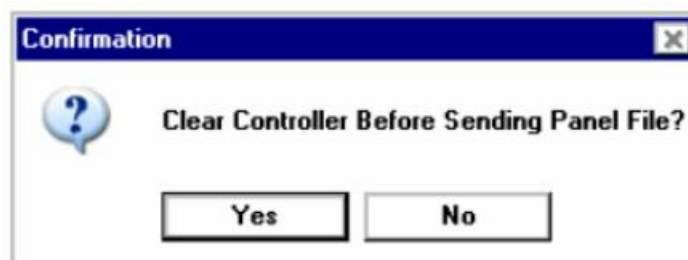 Confirmation
Clear Controller Before Sending Panel File?
Yes No